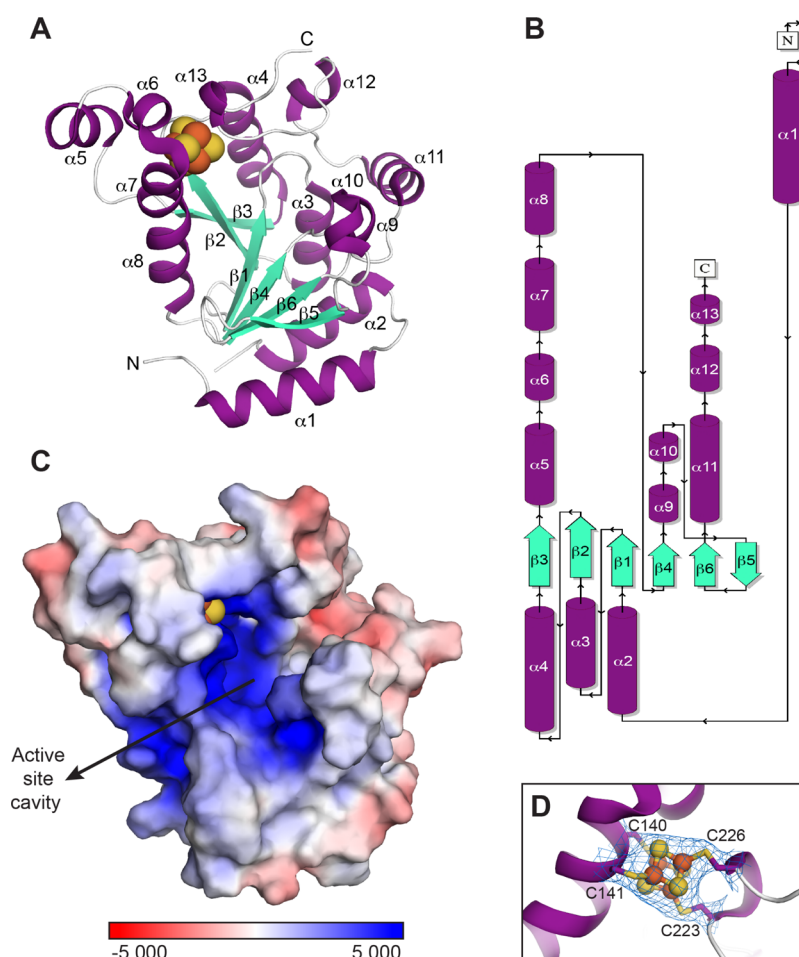 A
B
C
α13
α4
α6
α12
α5
α11
α7
α10
β3
α3
α9
β2
α8
β1
β4
β6
β5
α2
N
α1
N
α1
α8
C
α7
α13
α12
α6
α10
α11
α5
α9
β3
β2
β1
β4
β6
β5
α4
α3
α2
C
Active
site
cavity
-5 000
5 000
D
C140
C226
C141
C223